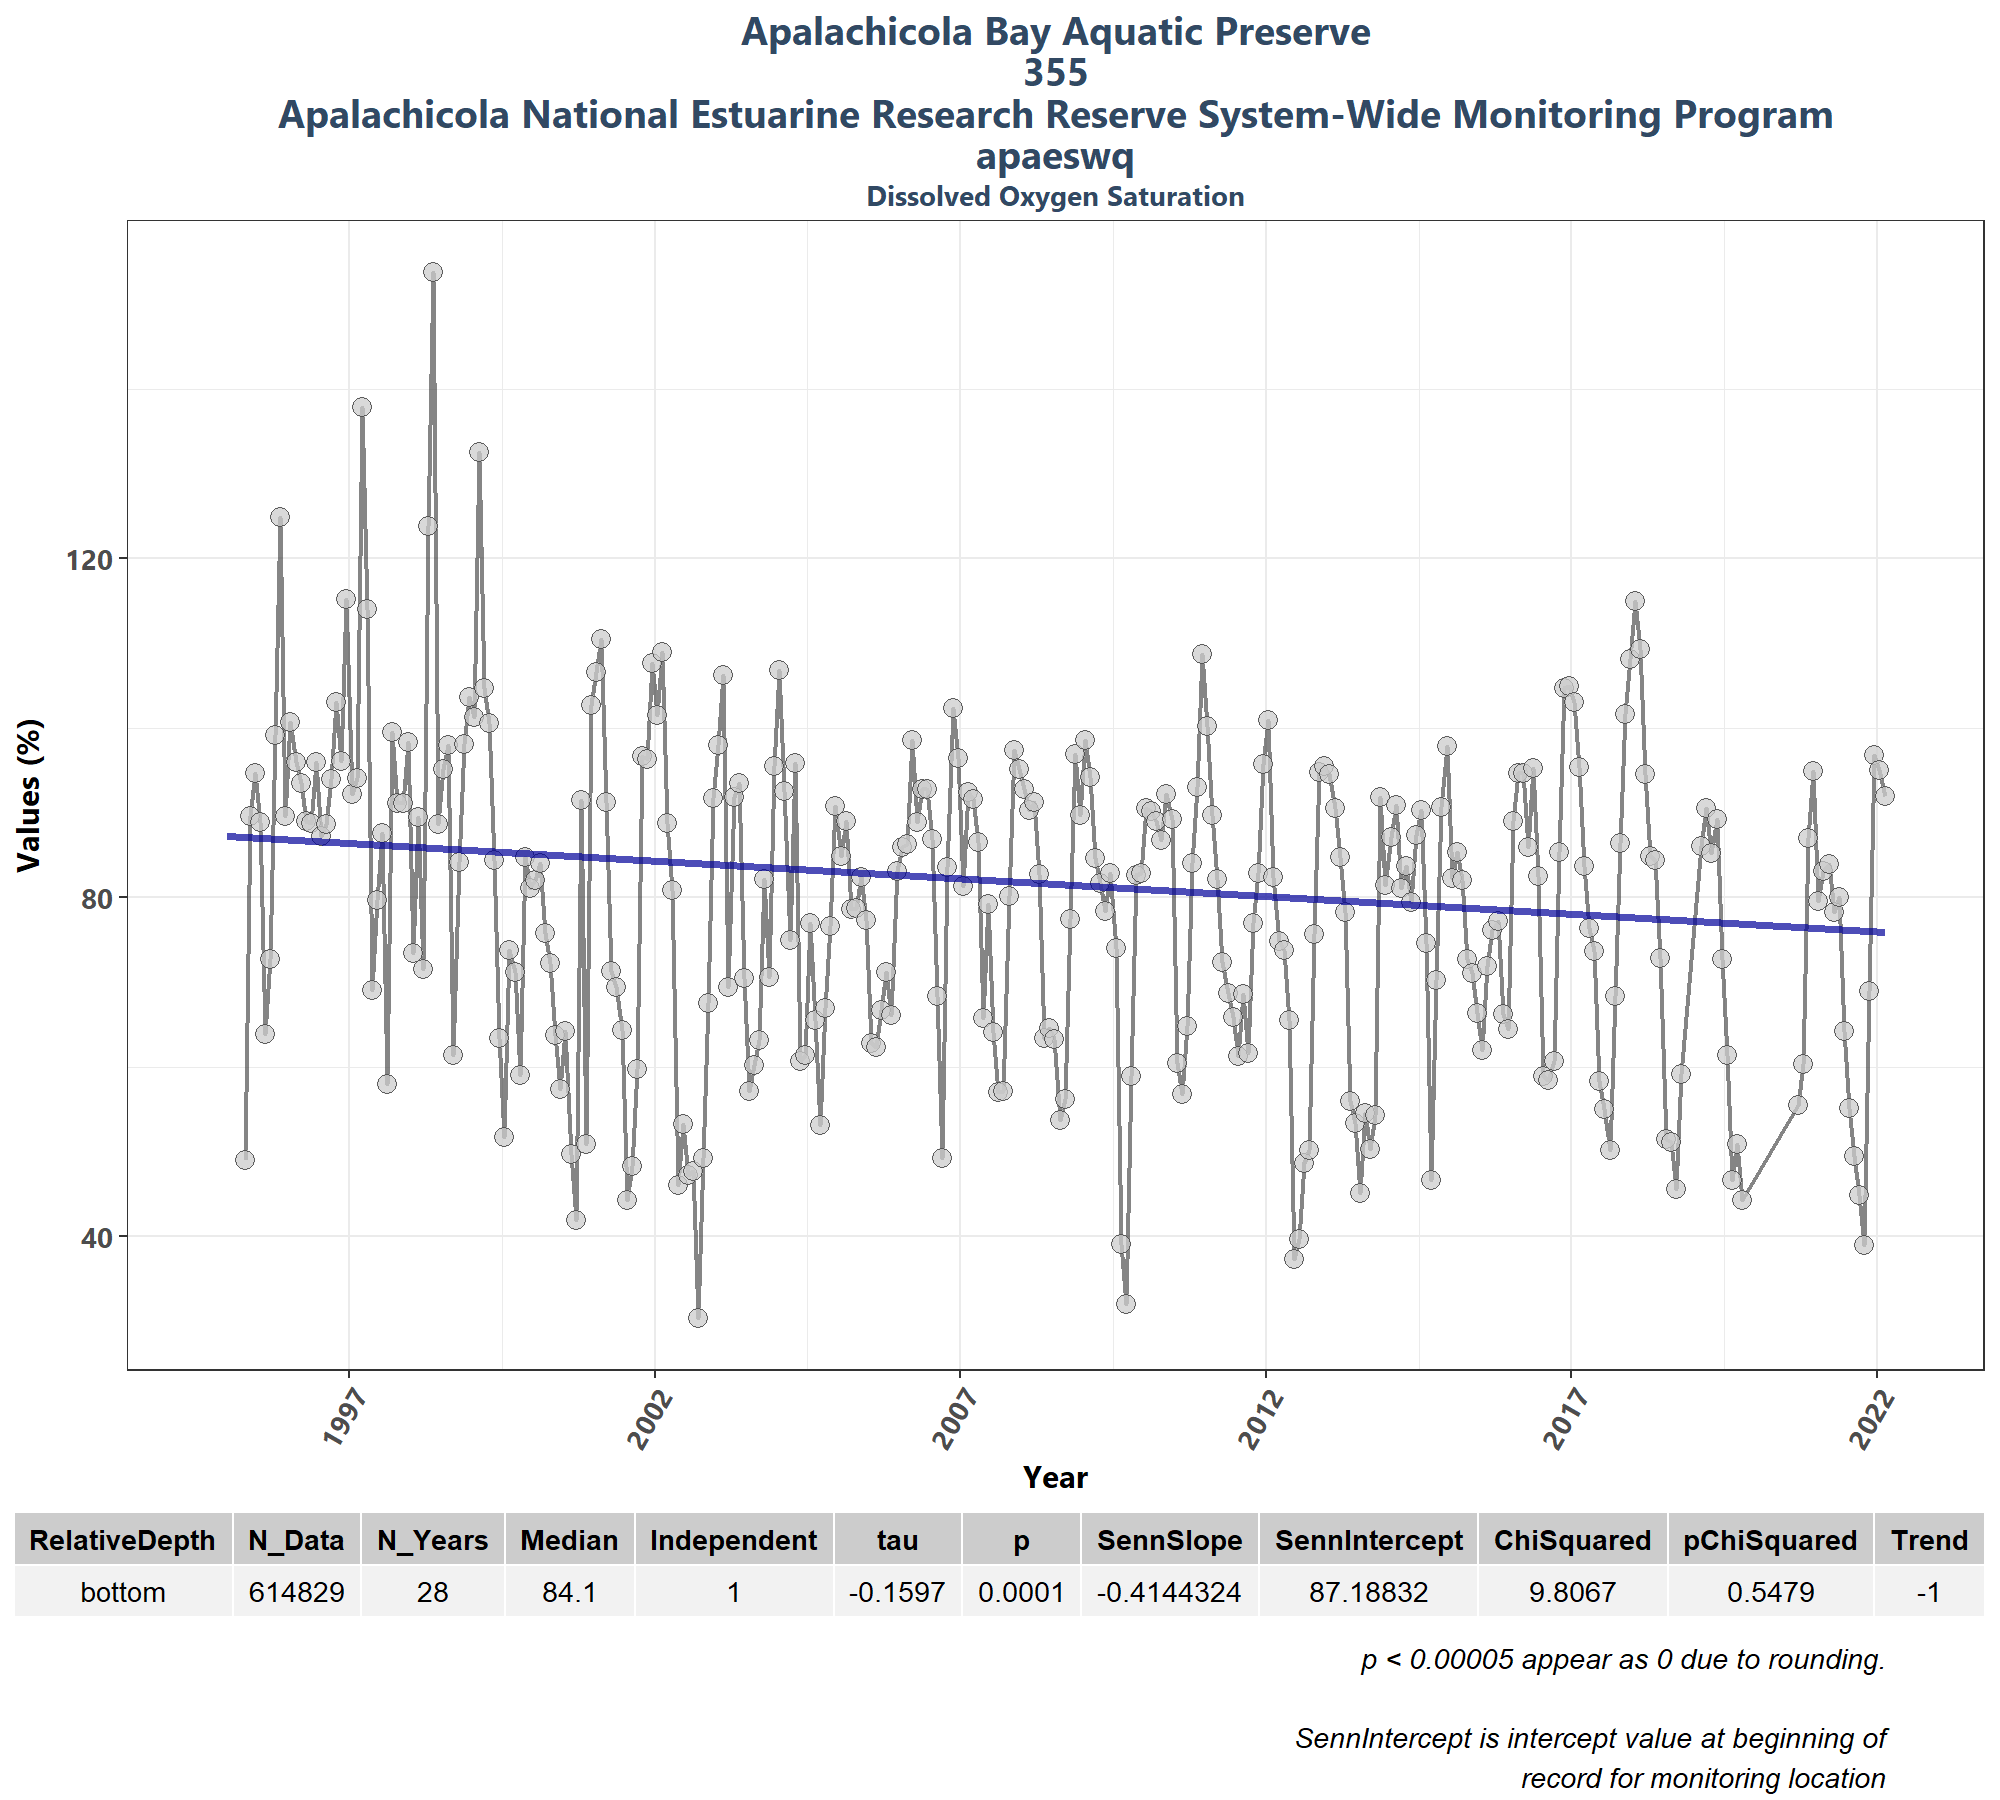 Apalachicola Bay Aquatic Preserve
355
Apalachicola National Estuarine Research Reserve System-Wide Monitoring Program
apaeswq
Dissolved Oxygen Saturation
Values (%)
120
80
40
1997 2002 2007 2012 2017 2022
Year
RelativeDepth N_Data N_Years Median Independent tau p SennSlope SennIntercept ChiSquared pChiSquared Trend
bottom 614829 28 84.1 1 -0.1597 0.0001 -0.4144324 87.18832 9.8067 0.5479 -1
p < 0.00005 appear as 0 due to rounding.
SennIntercept is intercept value at beginning of
record for monitoring location